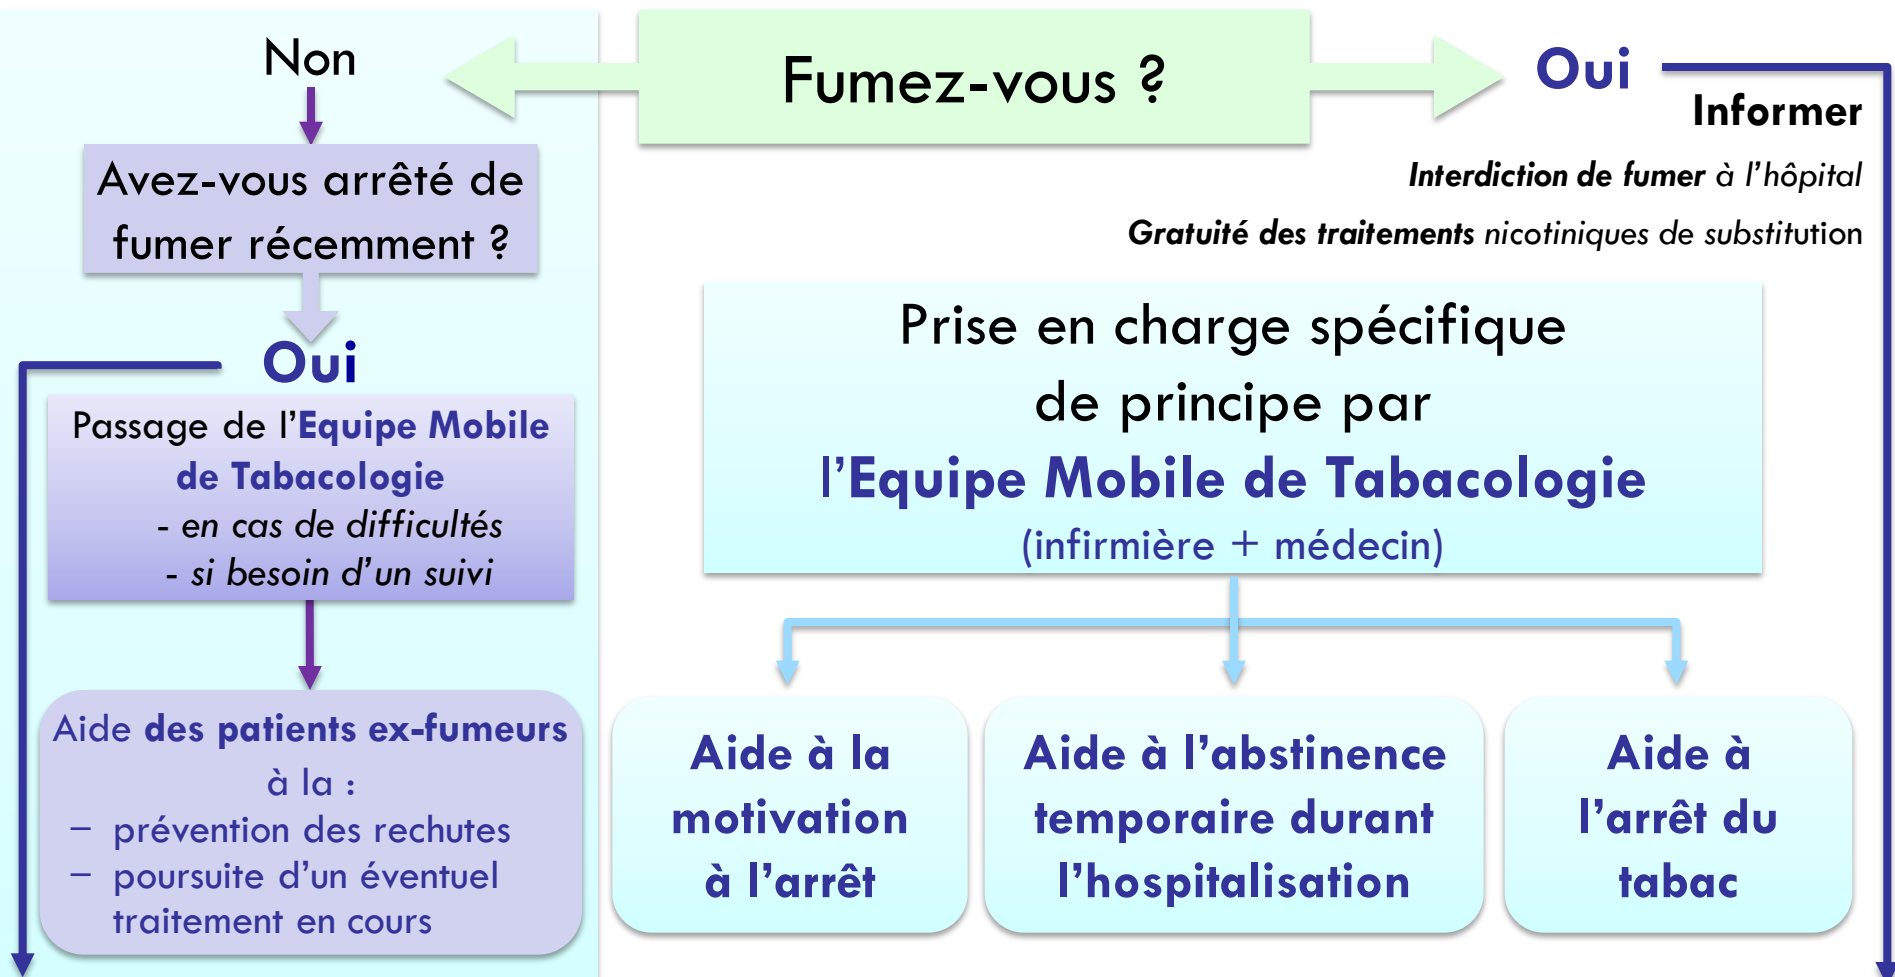 Fumez-vous ?
Non
Avez-vous arrêté de
fumer récemment ?
Oui
Passage de l’Equipe Mobile
de Tabacologie
- en cas de difficultés
- si besoin d’un suivi
Aide des patients ex-fumeurs
à la :
– prévention des rechutes
– poursuite d’un éventuel
traitement en cours
Oui
Informer
Interdiction de fumer à l’hôpital
Gratuité des traitements nicotiniques de substitution
Prise en charge spécifique
de principe par
l’Equipe Mobile de Tabacologie
(infirmière + médecin)
Aide à la
motivation
à l’arrêt
Aide à l’abstinence
temporaire durant
l’hospitalisation
Aide à
l’arrêt du
tabac